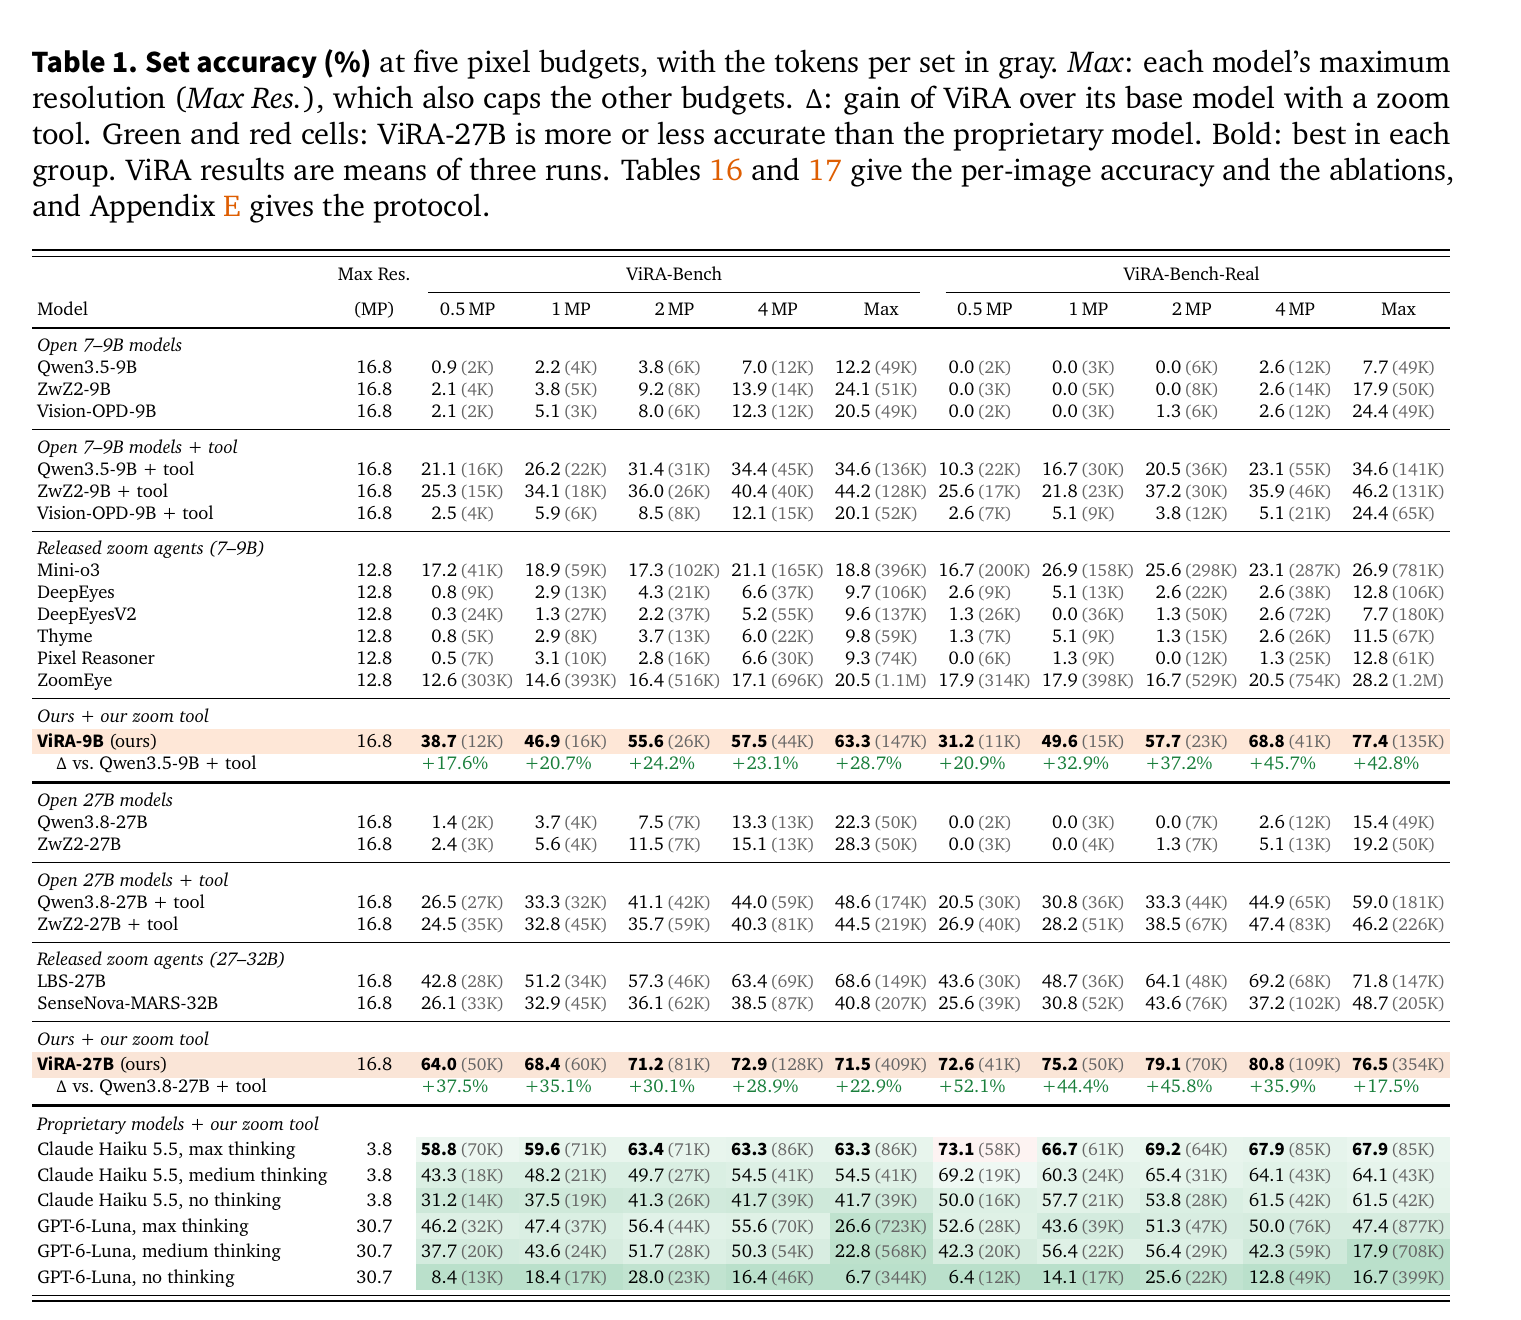 Table 1. Set accuracy (%) at five pixel budgets, with the tokens per set in gray. Max: each model's maximum
resolution (Max Res.), which also caps the other budgets. Δ: gain of ViRA over its base model with a zoom
tool. Green and red cells: ViRA-27B is more or less accurate than the proprietary model. Bold: best in each
group. ViRA results are means of three runs. Tables 16 and 17 give the per-image accuracy and the ablations,
and Appendix E gives the protocol.
Max Res. ViRA-Bench ViRA-Bench-Real
Model (MP) 0.5 MP 1 MP 2 MP 4 MP Max 0.5 MP 1 MP 2 MP 4 MP Max
Open 7–9B models
Qwen3.5-9B 16.8 0.9 (2K) 2.2 (4K) 3.8 (6K) 7.0 (12K) 12.2 (49K) 0.0 (2K) 0.0 (3K) 0.0 (6K) 2.6 (12K) 7.7 (49K)
ZwZ2-9B 16.8 2.1 (4K) 3.8 (5K) 9.2 (8K) 13.9 (14K) 24.1 (51K) 0.0 (3K) 0.0 (5K) 0.0 (8K) 2.6 (14K) 17.9 (50K)
Vision-OPD-9B 16.8 2.1 (2K) 5.1 (3K) 8.0 (6K) 12.3 (12K) 20.5 (49K) 0.0 (2K) 0.0 (3K) 1.3 (6K) 2.6 (12K) 24.4 (49K)
Open 7–9B models + tool
Qwen3.5-9B + tool 16.8 21.1 (16K) 26.2 (22K) 31.4 (31K) 34.4 (45K) 34.6 (136K) 10.3 (22K) 16.7 (30K) 20.5 (36K) 23.1 (55K) 34.6 (141K)
ZwZ2-9B + tool 16.8 25.3 (15K) 34.1 (18K) 36.0 (26K) 40.4 (40K) 44.2 (128K) 25.6 (17K) 21.8 (23K) 37.2 (30K) 35.9 (46K) 46.2 (131K)
Vision-OPD-9B + tool 16.8 2.5 (4K) 5.9 (6K) 8.5 (8K) 12.1 (15K) 20.1 (52K) 2.6 (7K) 5.1 (9K) 3.8 (12K) 5.1 (21K) 24.4 (65K)
Released zoom agents (7–9B)
Mini-o3 12.8 17.2 (41K) 18.9 (59K) 17.3 (102K) 21.1 (165K) 18.8 (396K) 16.7 (200K) 26.9 (158K) 25.6 (298K) 23.1 (287K) 26.9 (781K)
DeepEyes 12.8 0.8 (9K) 2.9 (13K) 4.3 (21K) 6.6 (37K) 9.7 (106K) 2.6 (9K) 5.1 (13K) 2.6 (22K) 2.6 (38K) 12.8 (106K)
DeepEyesV2 12.8 0.3 (24K) 1.3 (27K) 2.2 (37K) 5.2 (55K) 9.6 (137K) 1.3 (26K) 0.0 (36K) 1.3 (50K) 2.6 (72K) 7.7 (180K)
Thyme 12.8 0.8 (5K) 2.9 (8K) 3.7 (13K) 6.0 (22K) 9.8 (59K) 1.3 (7K) 5.1 (9K) 1.3 (15K) 2.6 (26K) 11.5 (67K)
Pixel Reasoner 12.8 0.5 (7K) 3.1 (10K) 2.8 (16K) 6.6 (30K) 9.3 (74K) 0.0 (6K) 1.3 (9K) 0.0 (12K) 1.3 (25K) 12.8 (61K)
ZoomEye 12.8 12.6 (303K) 14.6 (393K) 16.4 (516K) 17.1 (696K) 20.5 (1.1M) 17.9 (314K) 17.9 (398K) 16.7 (529K) 20.5 (754K) 28.2 (1.2M)
Ours + our zoom tool
ViRA-9B (ours) 16.8 38.7 (12K) 46.9 (16K) 55.6 (26K) 57.5 (44K) 63.3 (147K) 31.2 (11K) 49.6 (15K) 57.7 (23K) 68.8 (41K) 77.4 (135K)
Δ vs. Qwen3.5-9B + tool +17.6% +20.7% +24.2% +23.1% +28.7% +20.9% +32.9% +37.2% +45.7% +42.8%
Open 27B models
Qwen3.8-27B 16.8 1.4 (2K) 3.7 (4K) 7.5 (7K) 13.3 (13K) 22.3 (50K) 0.0 (2K) 0.0 (3K) 0.0 (7K) 2.6 (12K) 15.4 (49K)
ZwZ2-27B 16.8 2.4 (3K) 5.6 (4K) 11.5 (7K) 15.1 (13K) 28.3 (50K) 0.0 (3K) 0.0 (4K) 1.3 (7K) 5.1 (13K) 19.2 (50K)
Open 27B models + tool
Qwen3.8-27B + tool 16.8 26.5 (27K) 33.3 (32K) 41.1 (42K) 44.0 (59K) 48.6 (174K) 20.5 (30K) 30.8 (36K) 33.3 (44K) 44.9 (65K) 59.0 (181K)
ZwZ2-27B + tool 16.8 24.5 (35K) 32.8 (45K) 35.7 (59K) 40.3 (81K) 44.5 (219K) 26.9 (40K) 28.2 (51K) 38.5 (67K) 47.4 (83K) 46.2 (226K)
Released zoom agents (27–32B)
LBS-27B 16.8 42.8 (28K) 51.2 (34K) 57.3 (46K) 63.4 (69K) 68.6 (149K) 43.6 (30K) 48.7 (36K) 64.1 (48K) 69.2 (68K) 71.8 (147K)
SenseNova-MARS-32B 16.8 26.1 (33K) 32.9 (45K) 36.1 (62K) 38.5 (87K) 40.8 (207K) 25.6 (39K) 30.8 (52K) 43.6 (76K) 37.2 (102K) 48.7 (205K)
Ours + our zoom tool
ViRA-27B (ours) 16.8 64.0 (50K) 68.4 (60K) 71.2 (81K) 72.9 (128K) 71.5 (409K) 72.6 (41K) 75.2 (50K) 79.1 (70K) 80.8 (109K) 76.5 (354K)
Δ vs. Qwen3.8-27B + tool +37.5% +35.1% +30.1% +28.9% +22.9% +52.1% +44.4% +45.8% +35.9% +17.5%
Proprietary models + our zoom tool
Claude Haiku 5.5, max thinking 3.8 58.8 (70K) 59.6 (71K) 63.4 (71K) 63.3 (86K) 63.3 (86K) 73.1 (58K) 66.7 (61K) 69.2 (64K) 67.9 (85K) 67.9 (85K)
Claude Haiku 5.5, medium thinking 3.8 43.3 (18K) 48.2 (21K) 49.7 (27K) 54.5 (41K) 54.5 (41K) 69.2 (19K) 60.3 (24K) 65.4 (31K) 64.1 (43K) 64.1 (43K)
Claude Haiku 5.5, no thinking 3.8 31.2 (14K) 37.5 (19K) 41.3 (26K) 41.7 (39K) 41.7 (39K) 50.0 (16K) 57.7 (21K) 53.8 (28K) 61.5 (42K) 61.5 (42K)
GPT-6-Luna, max thinking 30.7 46.2 (32K) 47.4 (37K) 56.4 (44K) 55.6 (70K) 26.6 (723K) 52.6 (28K) 43.6 (39K) 51.3 (47K) 50.0 (76K) 47.4 (877K)
GPT-6-Luna, medium thinking 30.7 37.7 (20K) 43.6 (24K) 51.7 (28K) 50.3 (54K) 22.8 (568K) 42.3 (20K) 56.4 (22K) 56.4 (29K) 42.3 (59K) 17.9 (708K)
GPT-6-Luna, no thinking 30.7 8.4 (13K) 18.4 (17K) 28.0 (23K) 16.4 (46K) 6.7 (344K) 6.4 (12K) 14.1 (17K) 25.6 (22K) 12.8 (49K) 16.7 (399K)